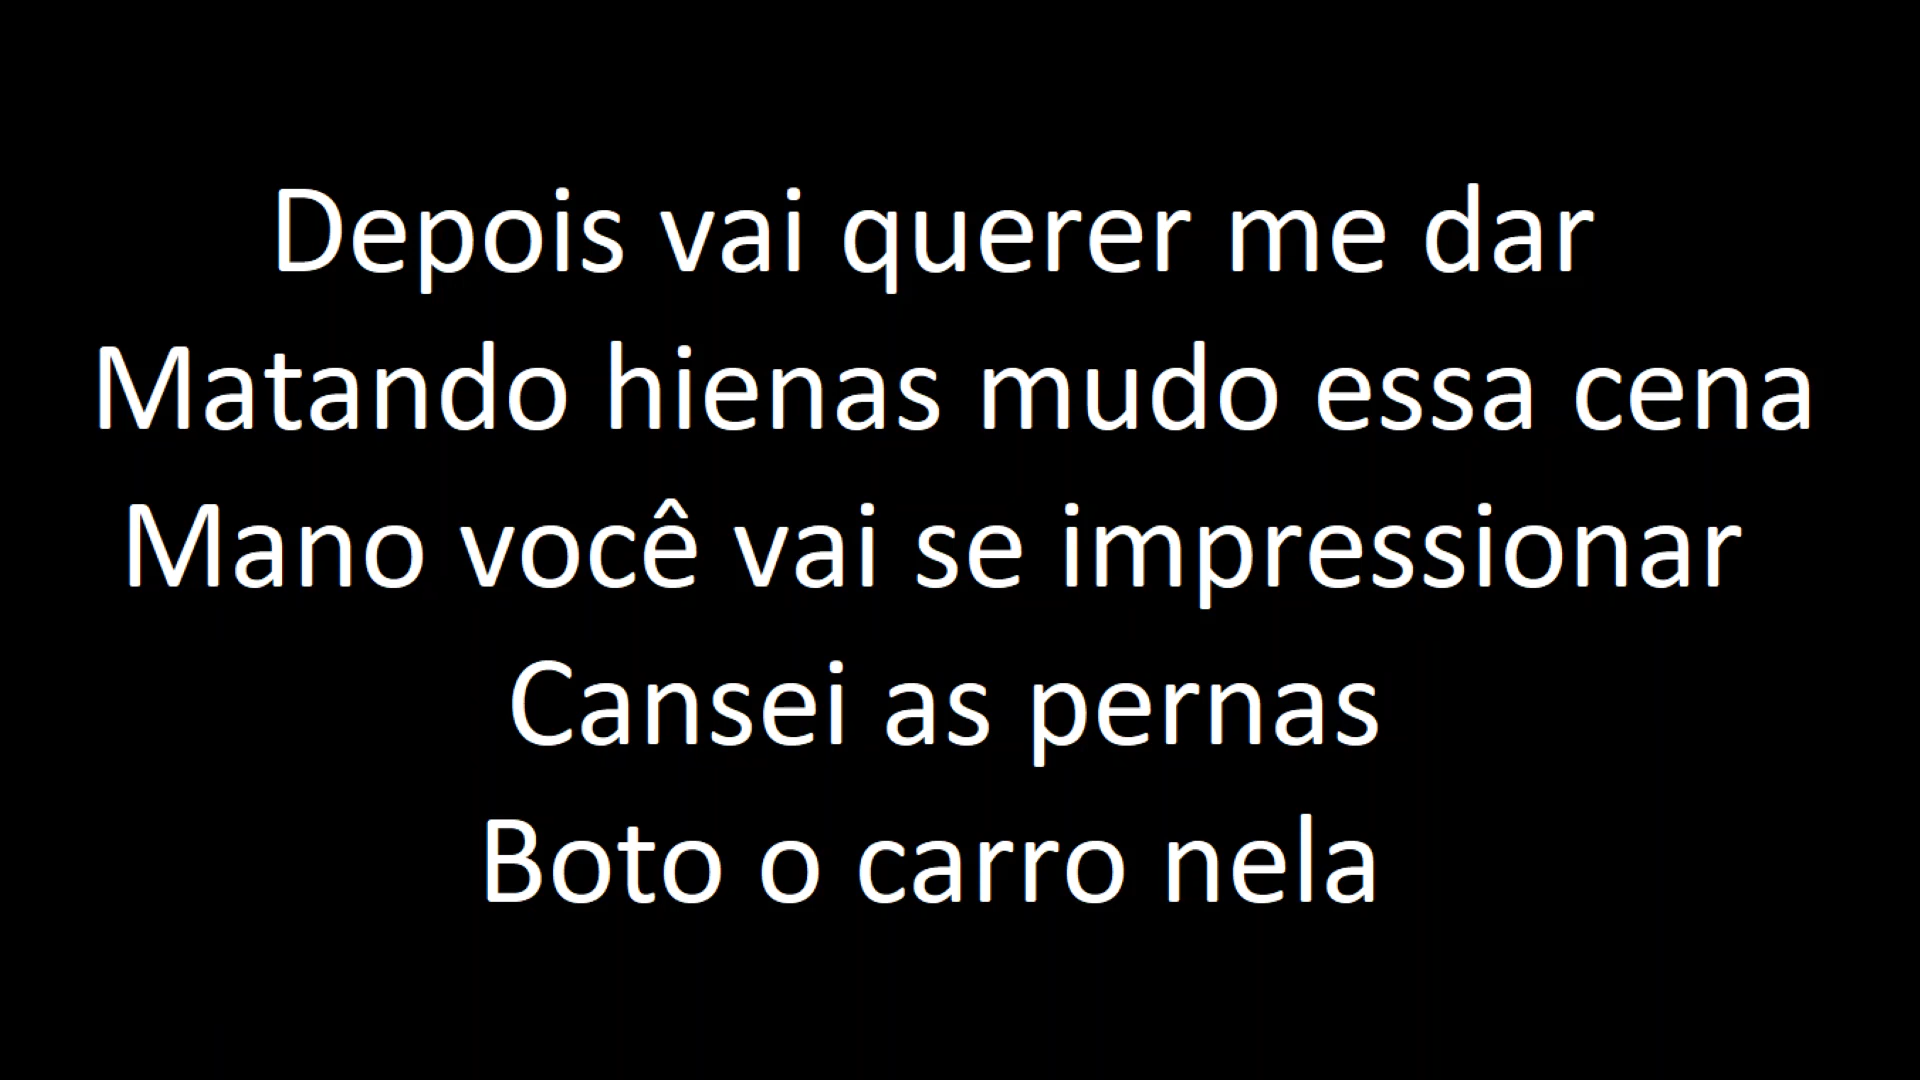 Depois vai querer me dar
Matando hienas mudo essa cena
Mano você vai se impressionar
Cansei as pernas
Boto o carro nela